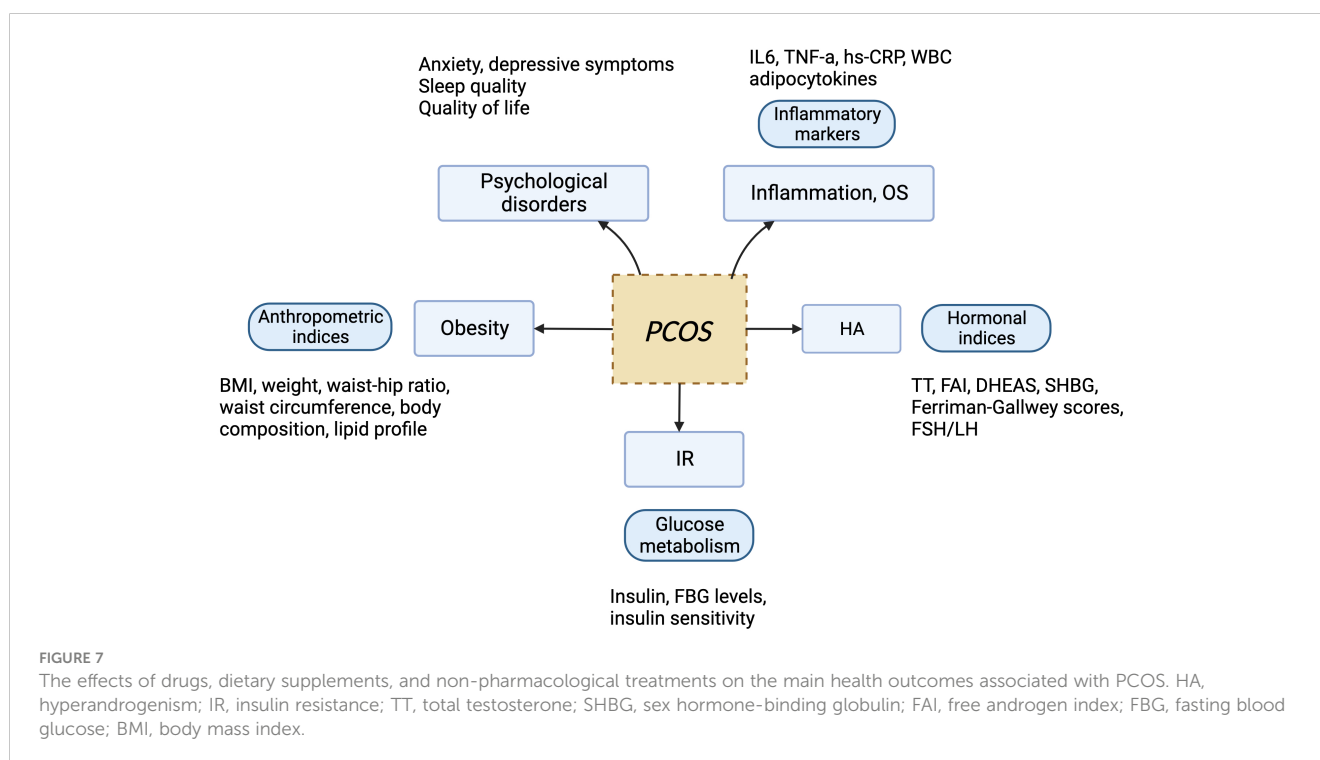 Anxiety, depressive symptoms
Sleep quality
Quality of life
IL6, TNF-a, hs-CRP, WBC
adipocytokines
Inflammatory
markers
Psychological
disorders
Inflammation, OS
Anthropometric
indices
Obesity
PCOS
HA
Hormonal
indices
BMI, weight, waist-hip ratio,
waist circumference, body
composition, lipid profile
TT, FAI, DHEAS, SHBG,
Ferriman-Gallwey scores,
FSH/LH
IR
Glucose
metabolism
Insulin, FBG levels,
insulin sensitivity
FIGURE 7
The effects of drugs, dietary supplements, and non-pharmacological treatments on the main health outcomes associated with PCOS. HA,
hyperandrogenism; IR, insulin resistance; TT, total testosterone; SHBG, sex hormone-binding globulin; FAI, free androgen index; FBG, fasting blood
glucose; BMI, body mass index.